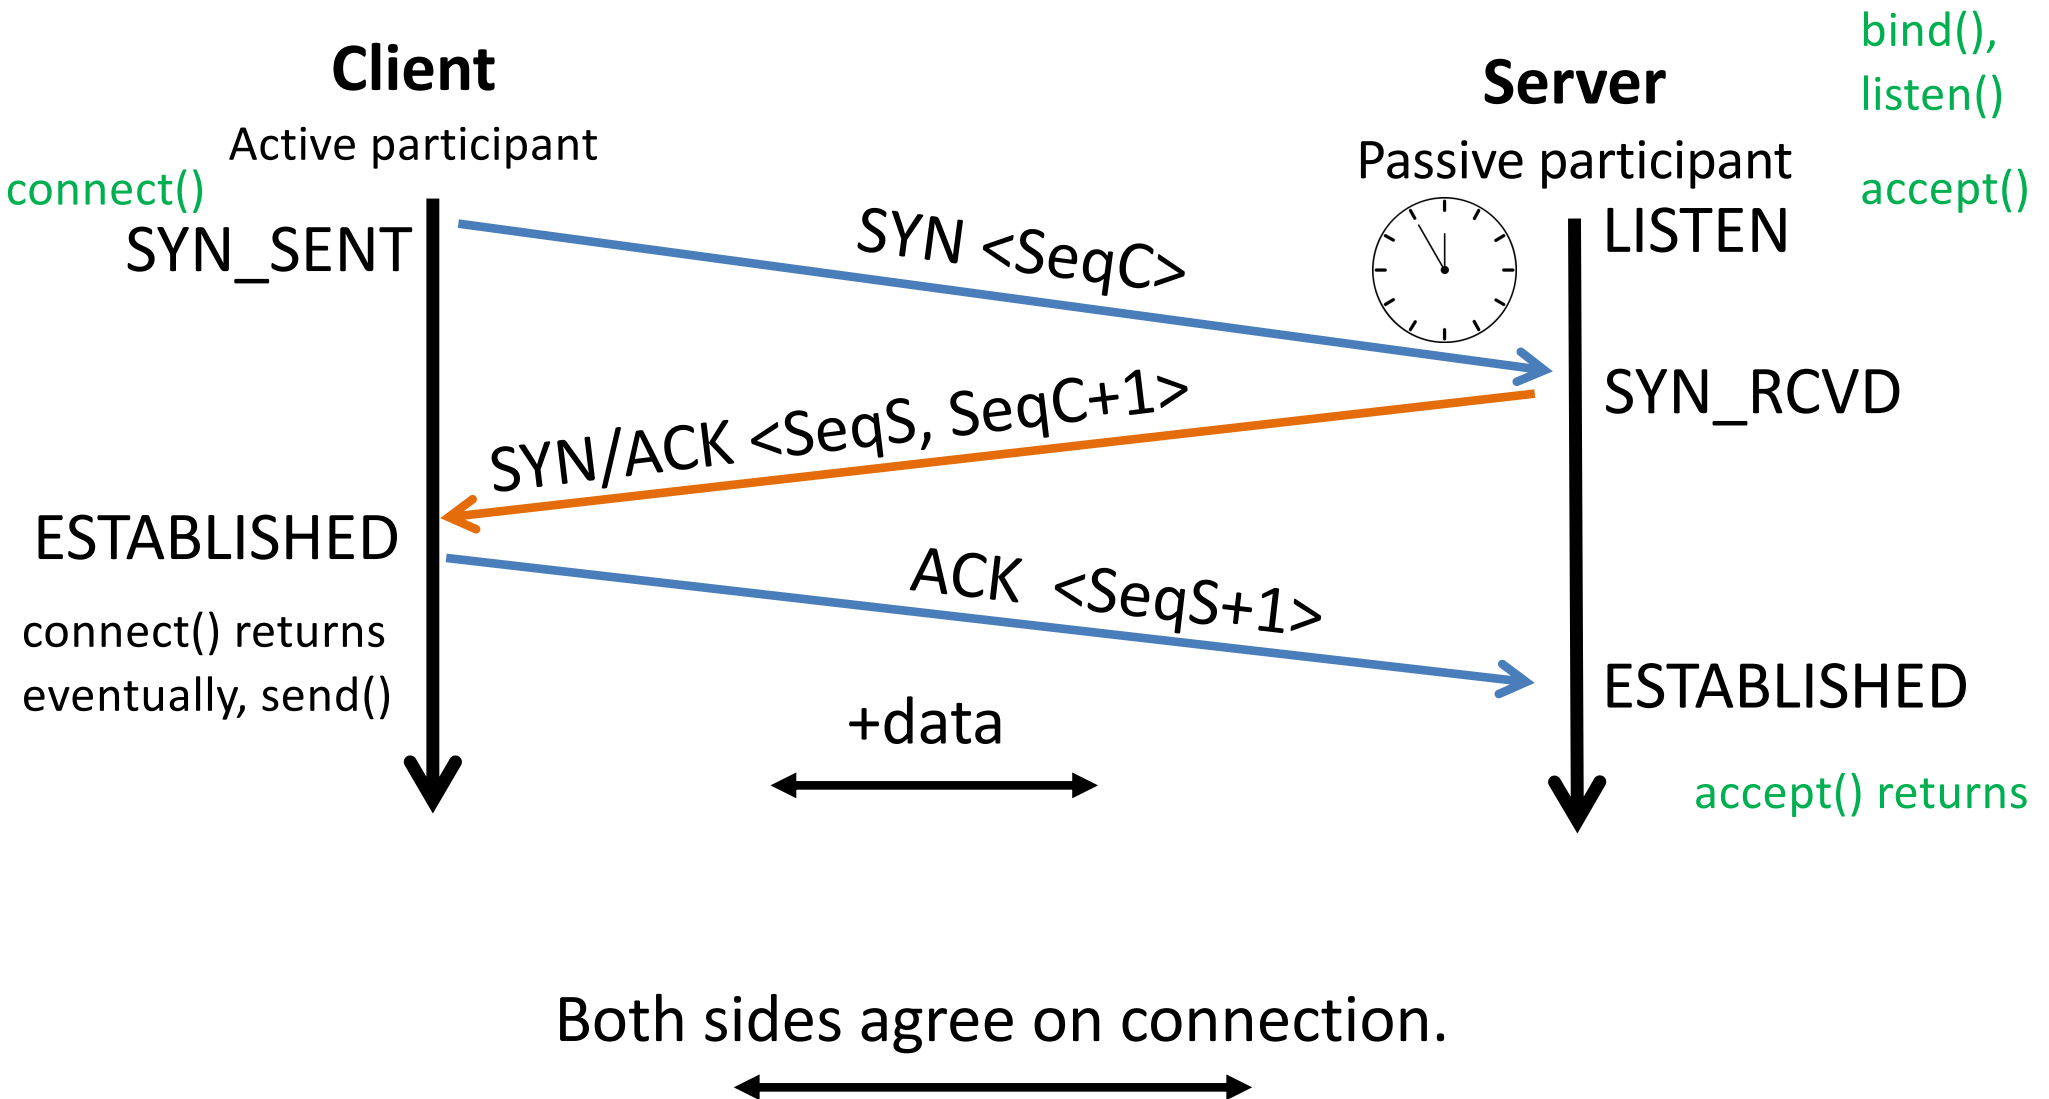 Client
Active participant
connect()
SYN_SENT
Server
Passive participant
bind(),
listen()
accept()
LISTEN
SYN <SeqC>
SYN_RCVD
SYN/ACK <SeqS, SeqC+1>
ESTABLISHED
connect() returns
eventually, send()
ACK <SeqS+1>
ESTABLISHED
+data
accept() returns
Both sides agree on connection.